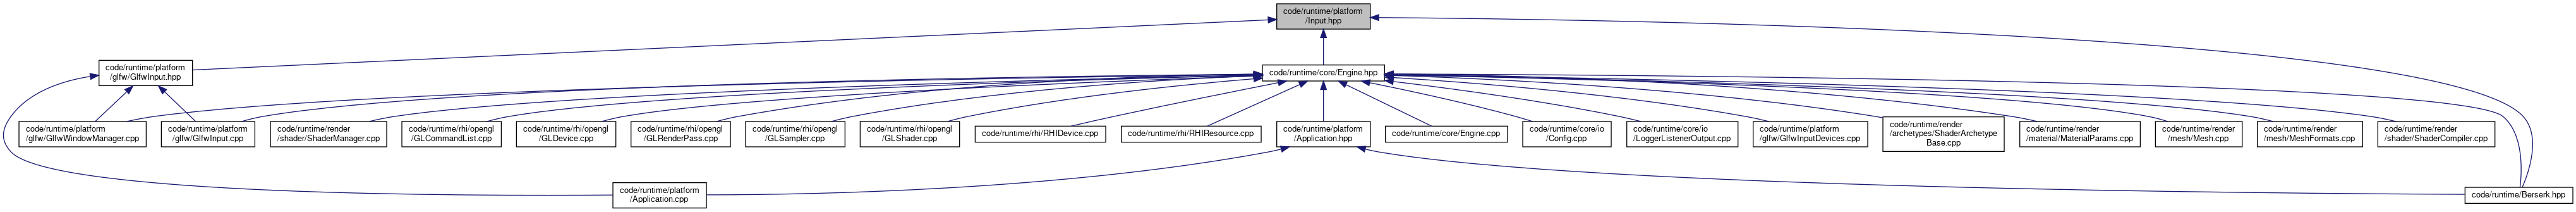 code/runtime/platform
/Input.hpp
code/runtime/platform
/glfw/GlfwInput.hpp
code/runtime/core/Engine.hpp
code/runtime/platform
/glfw/GlfwWindowManager.cpp
code/runtime/platform
/glfw/GlfwInput.cpp
code/runtime/render
/shader/ShaderManager.cpp
code/runtime/rhi/opengl
/GLCommandList.cpp
code/runtime/rhi/opengl
/GLDevice.cpp
code/runtime/rhi/opengl
/GLRenderPass.cpp
code/runtime/rhi/opengl
/GLSampler.cpp
code/runtime/rhi/opengl
/GLShader.cpp
code/runtime/rhi/RHIDevice.cpp
code/runtime/rhi/RHIResource.cpp
code/runtime/platform
/Application.hpp
code/runtime/core/Engine.cpp
code/runtime/core/io
/Config.cpp
code/runtime/core/io
/LoggerListenerOutput.cpp
code/runtime/platform
/glfw/GlfwInputDevices.cpp
code/runtime/render
/archetypes/ShaderArchetype
Base.cpp
code/runtime/render
/material/MaterialParams.cpp
code/runtime/render
/mesh/Mesh.cpp
code/runtime/render
/mesh/MeshFormats.cpp
code/runtime/render
/shader/ShaderCompiler.cpp
code/runtime/platform
/Application.cpp
code/runtime/Berserk.hpp